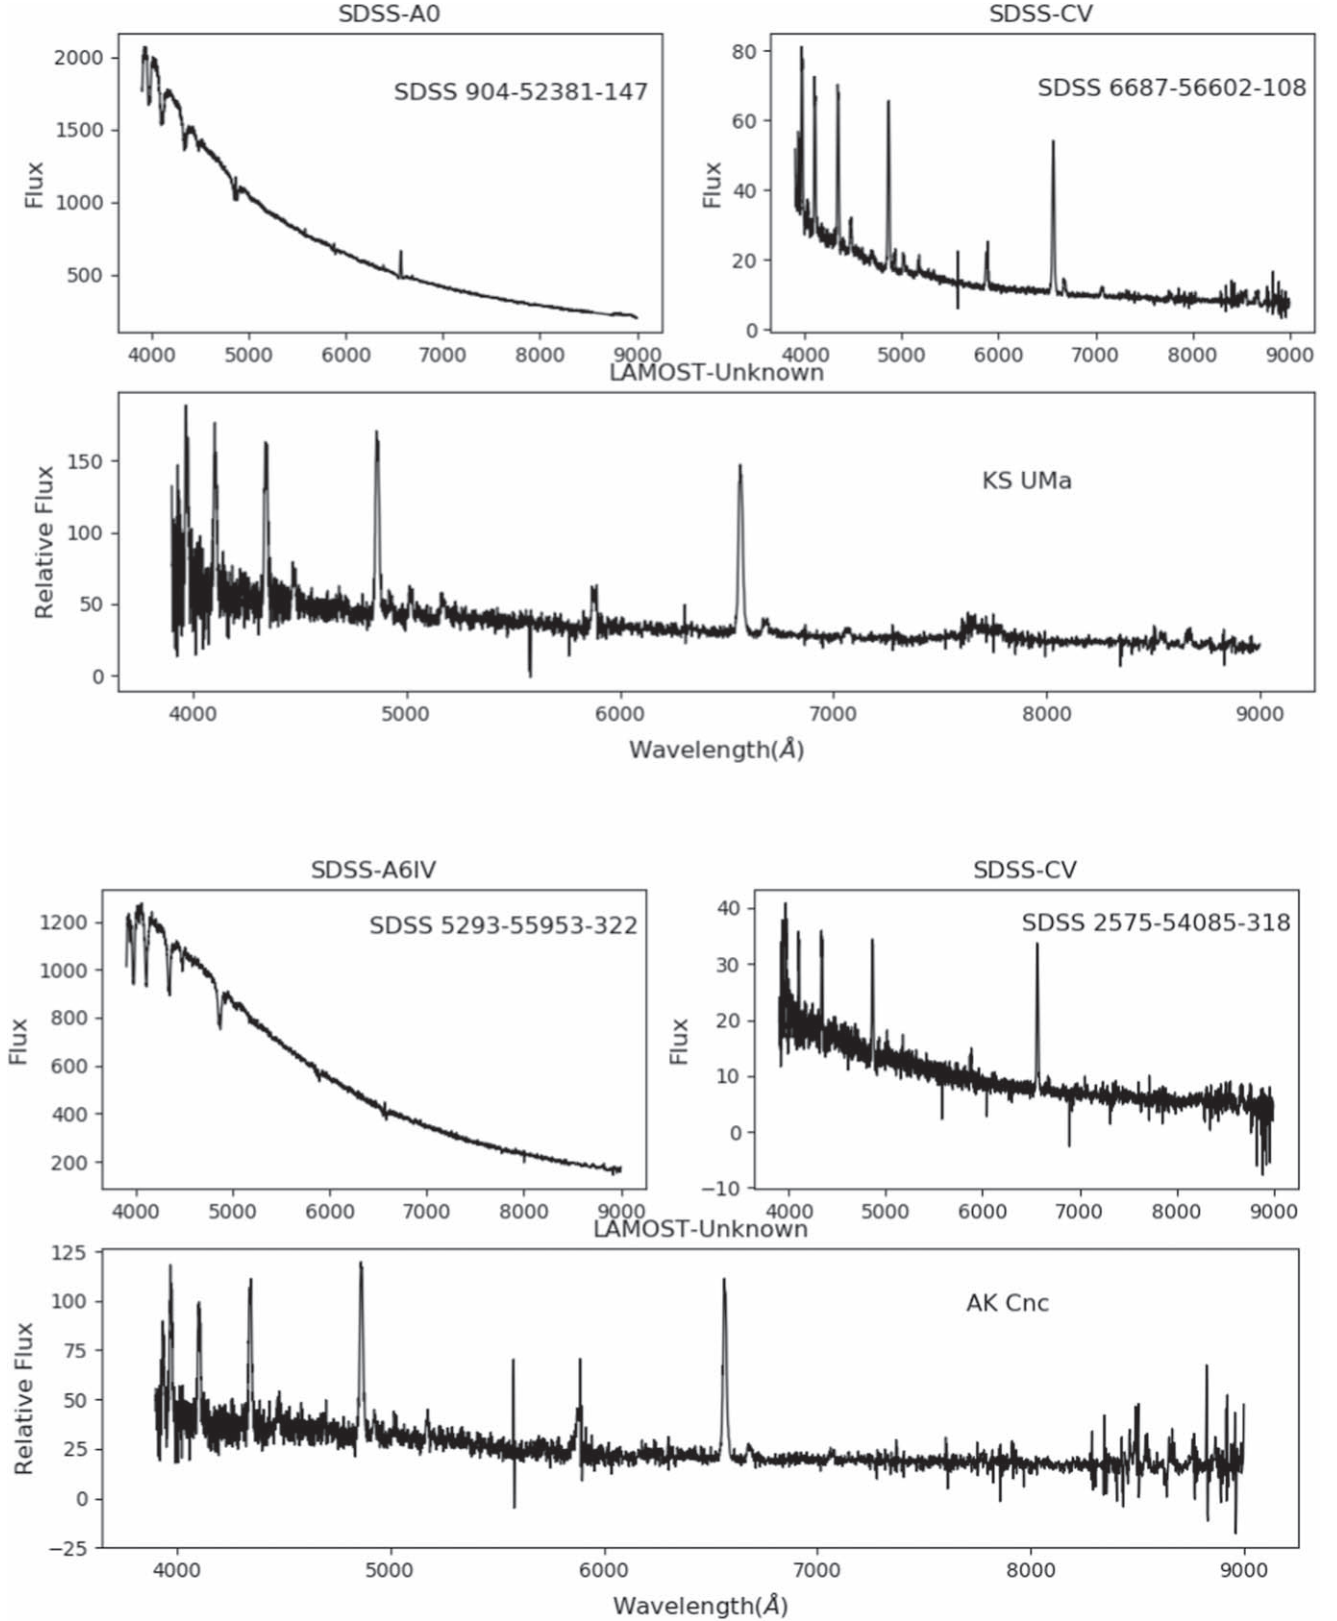 SDSS-A0
SDSS 904-52381-147
Flux
2000
1500
1000
500
4000 5000 6000 7000 8000 9000
SDSS-CV
SDSS 6687-56602-108
Flux
80
60
40
20
0
4000 5000 6000 7000 8000 9000
LAMOST-Unknown
KS UMa
Relative Flux
150
100
50
0
4000 5000 6000 7000 8000 9000
Wavelength(Å)
SDSS-A6IV
SDSS 5293-55953-322
Flux
1200
1000
800
600
400
200
4000 5000 6000 7000 8000 9000
SDSS-CV
SDSS 2575-54085-318
Flux
40
30
20
10
0
−10
4000 5000 6000 7000 8000 9000
LAMOST-Unknown
AK Cnc
Relative Flux
125
100
75
50
25
0
−25
4000 5000 6000 7000 8000 9000
Wavelength(Å)